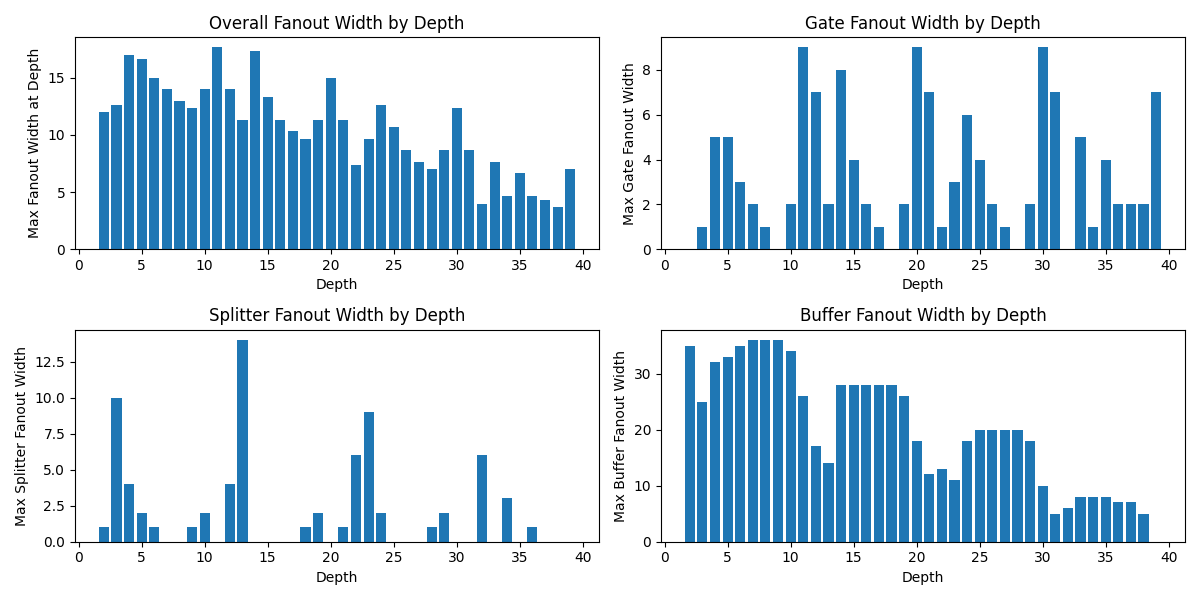 Overall Fanout Width by Depth
Max Fanout Width at Depth
15
10
5
0
0 5 10 15 20 25 30 35 40
Depth
Gate Fanout Width by Depth
Max Gate Fanout Width
8
6
4
2
0
0 5 10 15 20 25 30 35 40
Depth
Splitter Fanout Width by Depth
Max Splitter Fanout Width
12.5
10.0
7.5
5.0
2.5
0.0
0 5 10 15 20 25 30 35 40
Depth
Buffer Fanout Width by Depth
Max Buffer Fanout Width
30
20
10
0
0 5 10 15 20 25 30 35 40
Depth